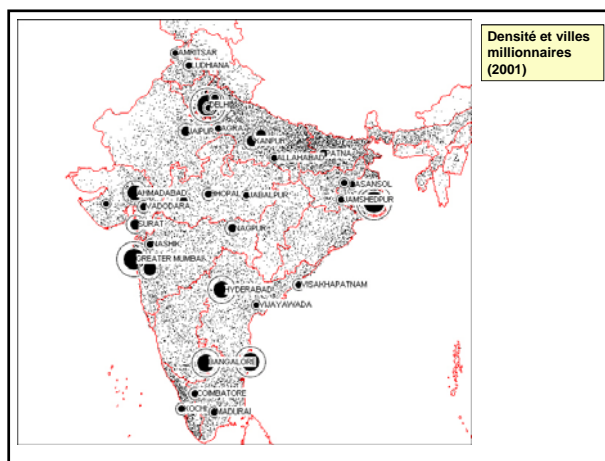 Densité et villes
millionnaires
(2001)
AMRITSAR
LUDHIANA
DELHI
JAIPUR
AGRA
KANPUR
ALLAHABAD
PATNA
AHMADABAD
BHOPAL
JABALPUR
ASANSOL
VADODARA
JAMSHEDPUR
SURAT
NASHIK
NAGPUR
GREATER MUMBAI
HYDERABAD
VISAKHAPATNAM
VIJAYAWADA
BANGALORE
COIMBATORE
KOCHI
MADURAI